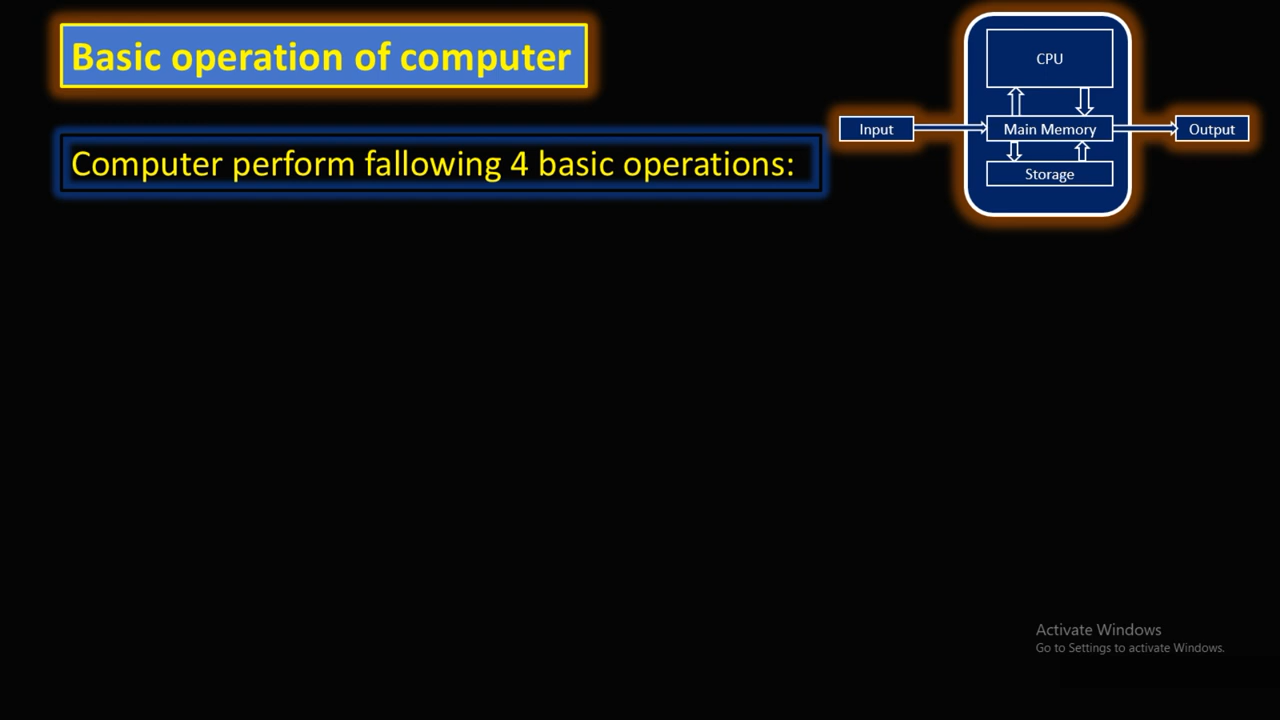 Basic operation of computer
Computer perform fallowing 4 basic operations:
CPU
Input
Main Memory
Output
Storage
Activate Windows
Go to Settings to activate Windows.